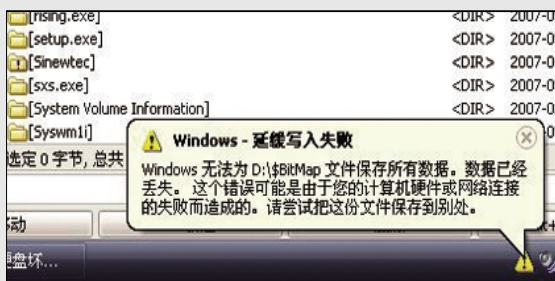 [rising.exe] <DIR> 2007-0
[setup.exe] <DIR> 2007-0
[Sinewtec] <DIR> 2007-0
[sxs.exe] <DIR> 2007-0
[System Volume Information] <DIR> 2007-0
[Syswm1i] <DIR> 2007-0
选定 0 字节, 总共
Windows - 延缓写入失败
Windows 无法为 D:\$BitMap 文件保存所有数据。数据已经
丢失。 这个错误可能是由于您的计算机硬件或网络连接
的失败而造成的。请尝试把这份文件保存到别处。
动
盘坏...